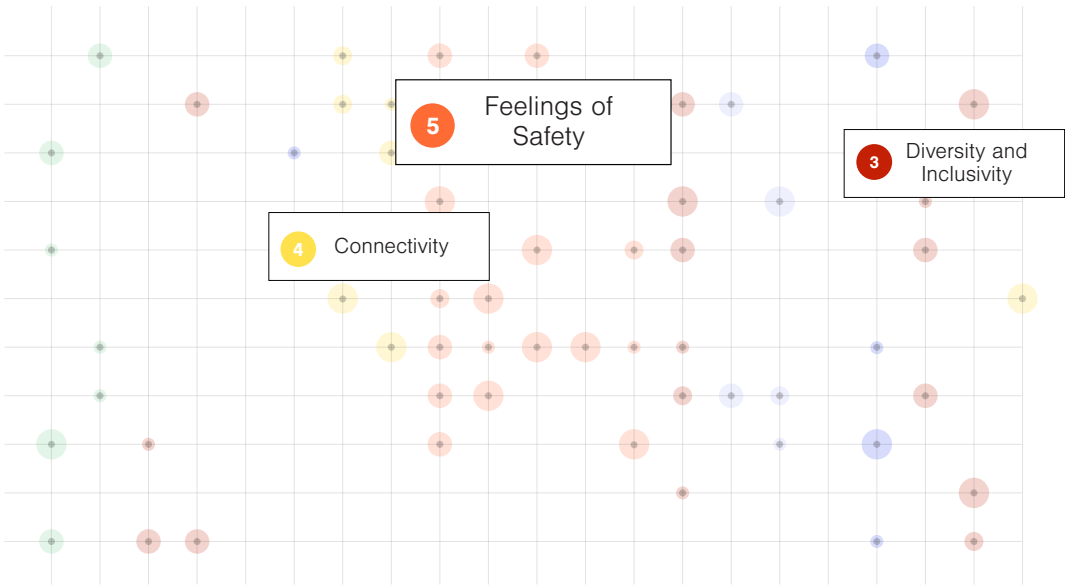 5
Feelings of
Safety
3
Diversity and
Inclusivity
4
Connectivity